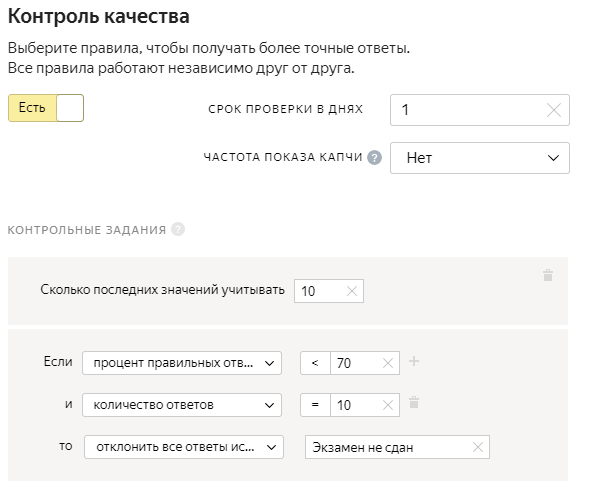 Контроль качества
Выберите правила, чтобы получать более точные ответы.
Все правила работают независимо друг от друга.
Есть
СРОК ПРОВЕРКИ В ДНЯХ 1
ЧАСТОТА ПОКАЗА КАПЧИ ? Нет
КОНТРОЛЬНЫЕ ЗАДАНИЯ ?
Сколько последних значений учитывать 10
Если процент правильных отв... < 70
и количество ответов = 10
то отклонить все ответы ис... Экзамен не сдан